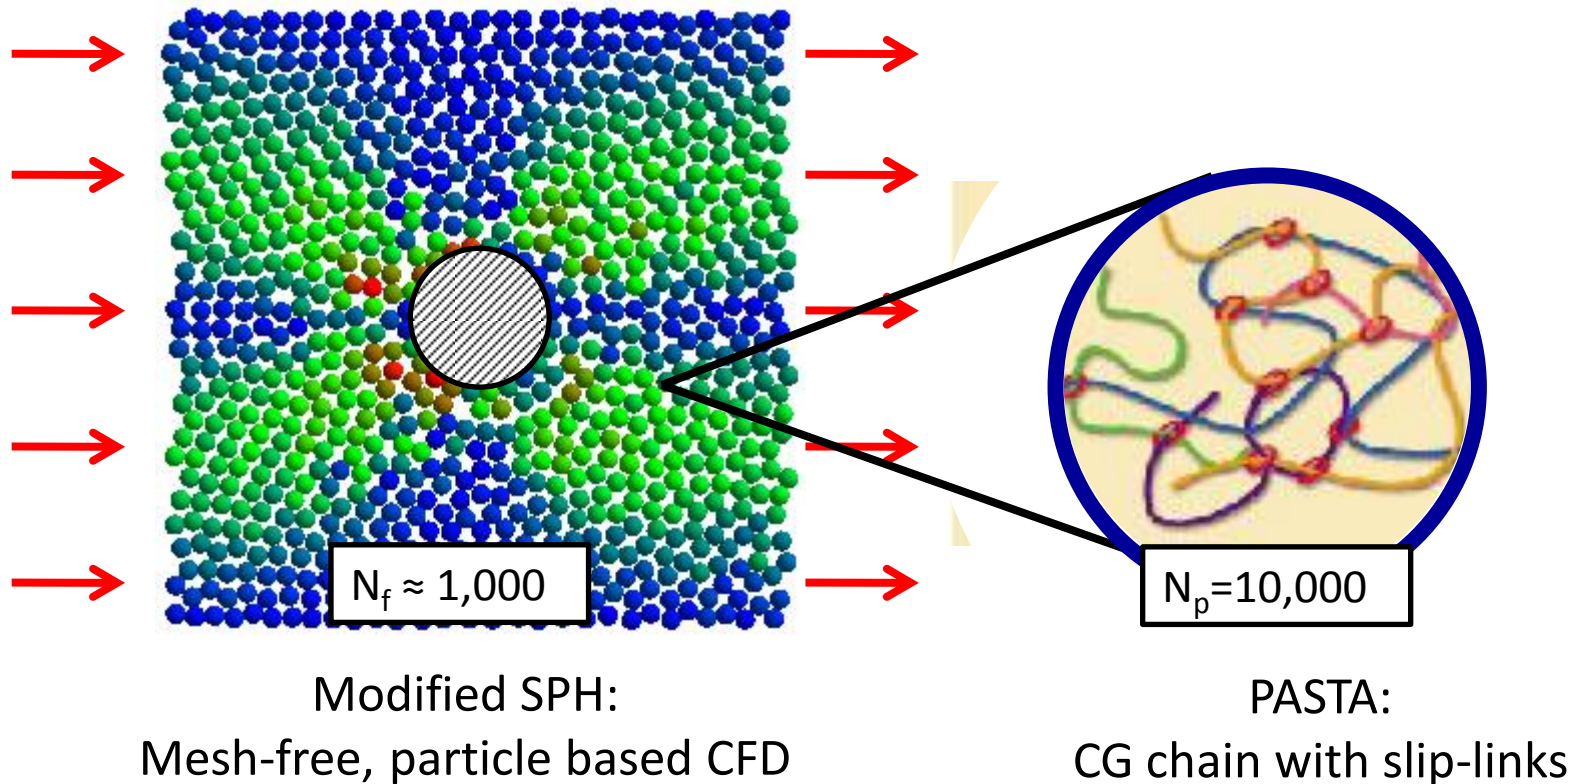 N_f ≈ 1,000
N_p=10,000
Modified SPH:
Mesh-free, particle based CFD
PASTA:
CG chain with slip-links